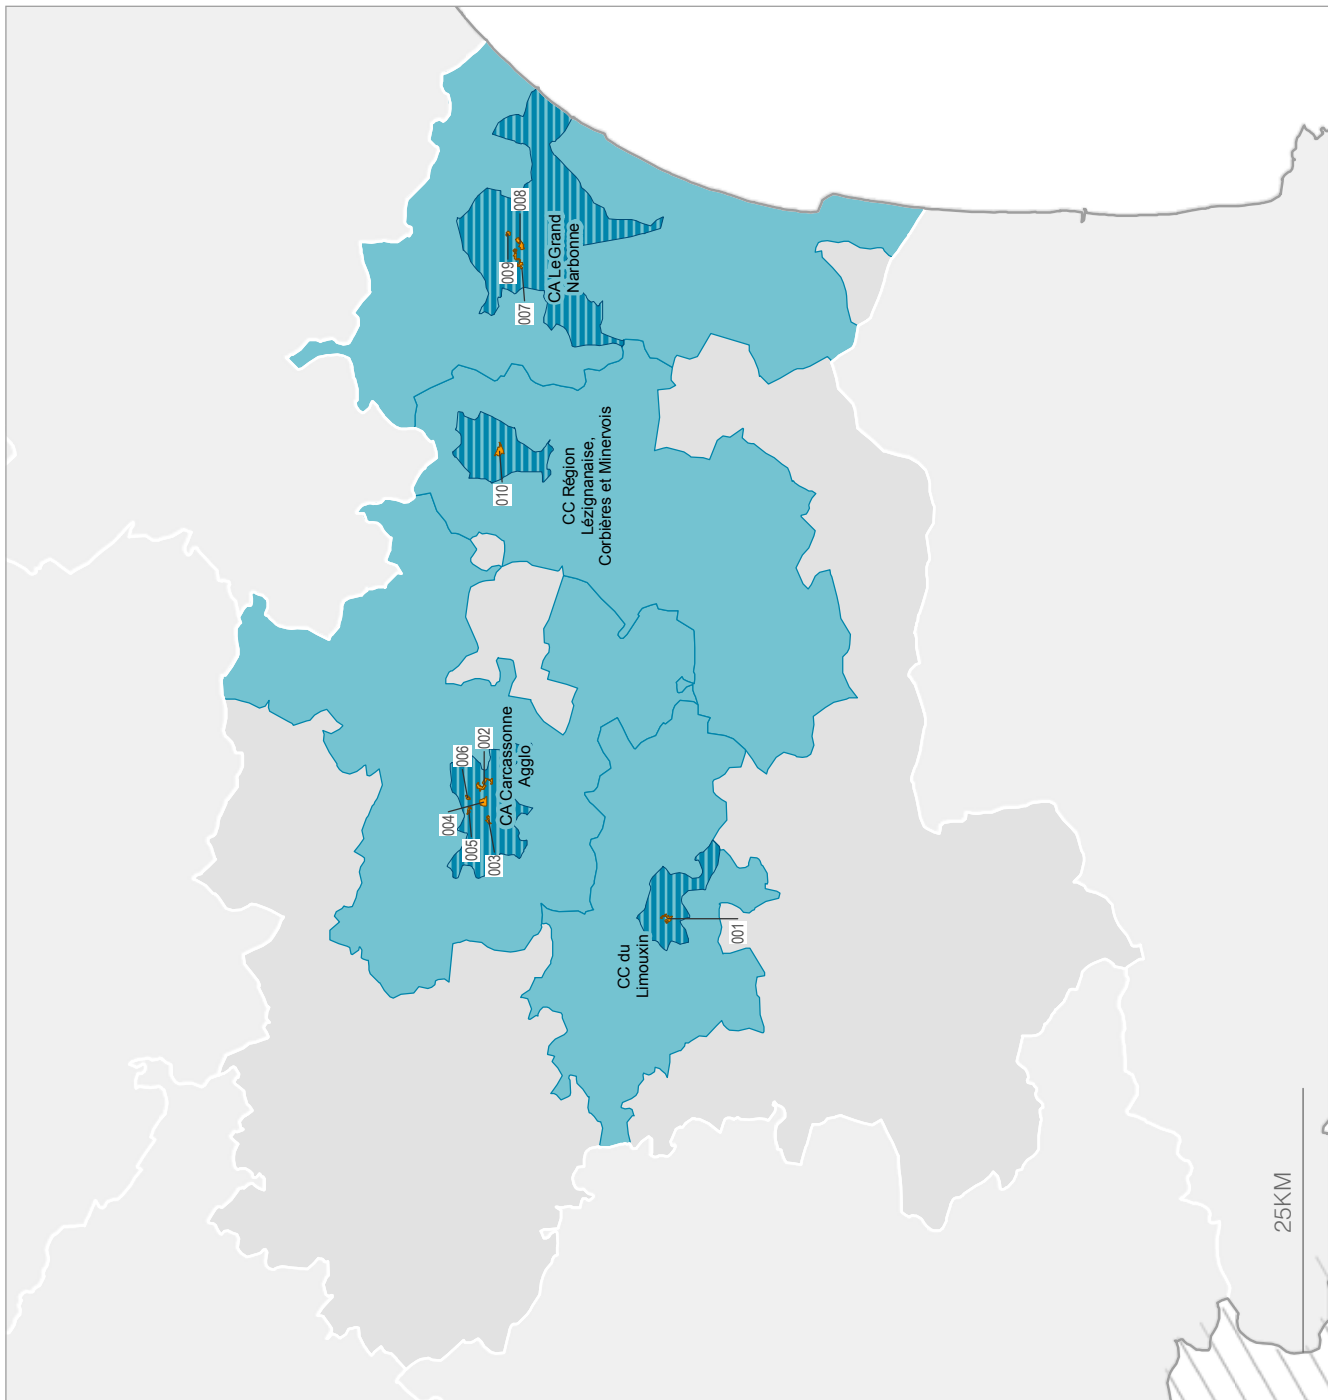 006
002
004
005
003
CA Carcassonne
Agglo
001
CC du
Limouxin
010
CC Région
Lézignanaise,
Corbières et Minervois
009
008
007
CA Le Grand
Narbonne
25KM